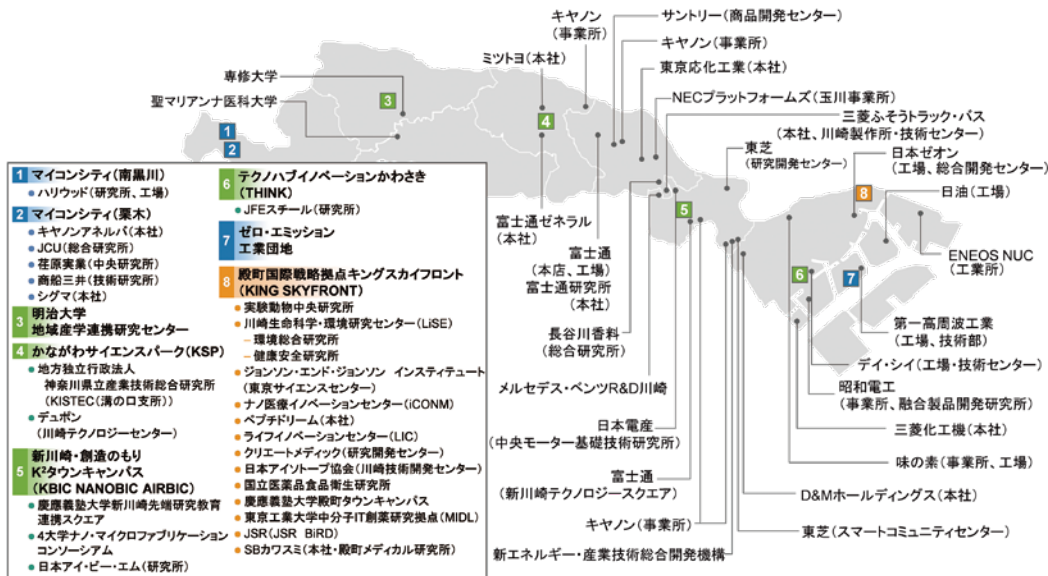 キヤノン
（事業所）
サントリー（商品開発センター）
キヤノン（事業所）
ミツトヨ（本社）
東京応化工業（本社）
専修大学
NECプラットフォームズ（玉川事業所）
聖マリアンナ医科大学
三菱ふそうトラック・バス
（本社、川崎製作所・技術センター）
東芝
（研究開発センター）
日本ゼオン
（工場、総合開発センター）
日油（工場）
3
4
1
2
5
8
6
7
富士通ゼネラル
（本社）
富士通
（本店、工場）
富士通研究所
（本社）
ENEOS NUC
（工業所）
長谷川香料
（総合研究所）
第一高周波工業
（工場、技術部）
デイ・シイ（工場・技術センター）
メルセデス・ベンツR&D川崎
昭和電工
（事業所、融合製品開発研究所）
日本電産
（中央モーター基礎技術研究所）
三菱化工機（本社）
味の素（事業所、工場）
富士通
（新川崎テクノロジースクエア）
D&Mホールディングス（本社）
キヤノン（事業所）
東芝（スマートコミュニティセンター）
新エネルギー・産業技術総合開発機構
1 マイコンシティ（南黒川）
ハリウッド（研究所、工場）
2 マイコンシティ（栗木）
キヤノンアネルバ（本社）
JCU（総合研究所）
荏原実業（中央研究所）
商船三井（技術研究所）
シグマ（本社）
3 明治大学
地域産学連携研究センター
4 かながわサイエンスパーク（KSP）
地方独立行政法人
神奈川県立産業技術総合研究所
（KISTEC（溝の口支所））
デュポン
（川崎テクノロジーセンター）
5 新川崎・創造のもり
K²タウンキャンパス
（KBIC NANOBIC AIRBIC）
慶應義塾大学新川崎先端研究教育
連携スクエア
4大学ナノ・マイクロファブリケーション
コンソーシアム
日本アイ・ビー・エム（研究所）
6 テクノハブイノベーションかわさき
（THINK）
JFEスチール（研究所）
7 ゼロ・エミッション
工業団地
8 殿町国際戦略拠点キングスカイフロント
（KING SKYFRONT）
実験動物中央研究所
川崎生命科学・環境研究センター（LiSE）
－環境総合研究所
－健康安全研究所
ジョンソン・エンド・ジョンソン インスティテュート
（東京サイエンスセンター）
ナノ医療イノベーションセンター（iCONM）
ペプチドリーム（本社）
ライフイノベーションセンター（LIC）
クリエートメディック（研究開発センター）
日本アイソトープ協会（川崎技術開発センター）
国立医薬品食品衛生研究所
慶應義塾大学殿町タウンキャンパス
東京工業大学中分子IT創薬研究拠点（MIDL）
JSR（JSR BiRD）
SBカワスミ（本社・殿町メディカル研究所）